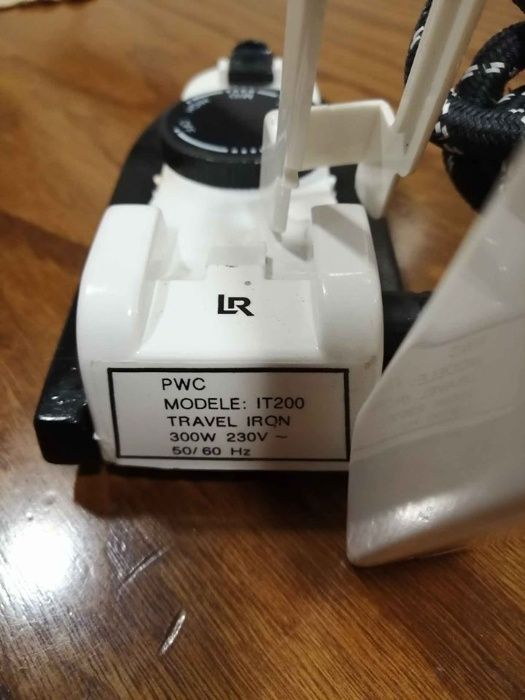 LR
PWC
MODELE: IT200
TRAVEL IRON
300W 230V ~
50/60 Hz